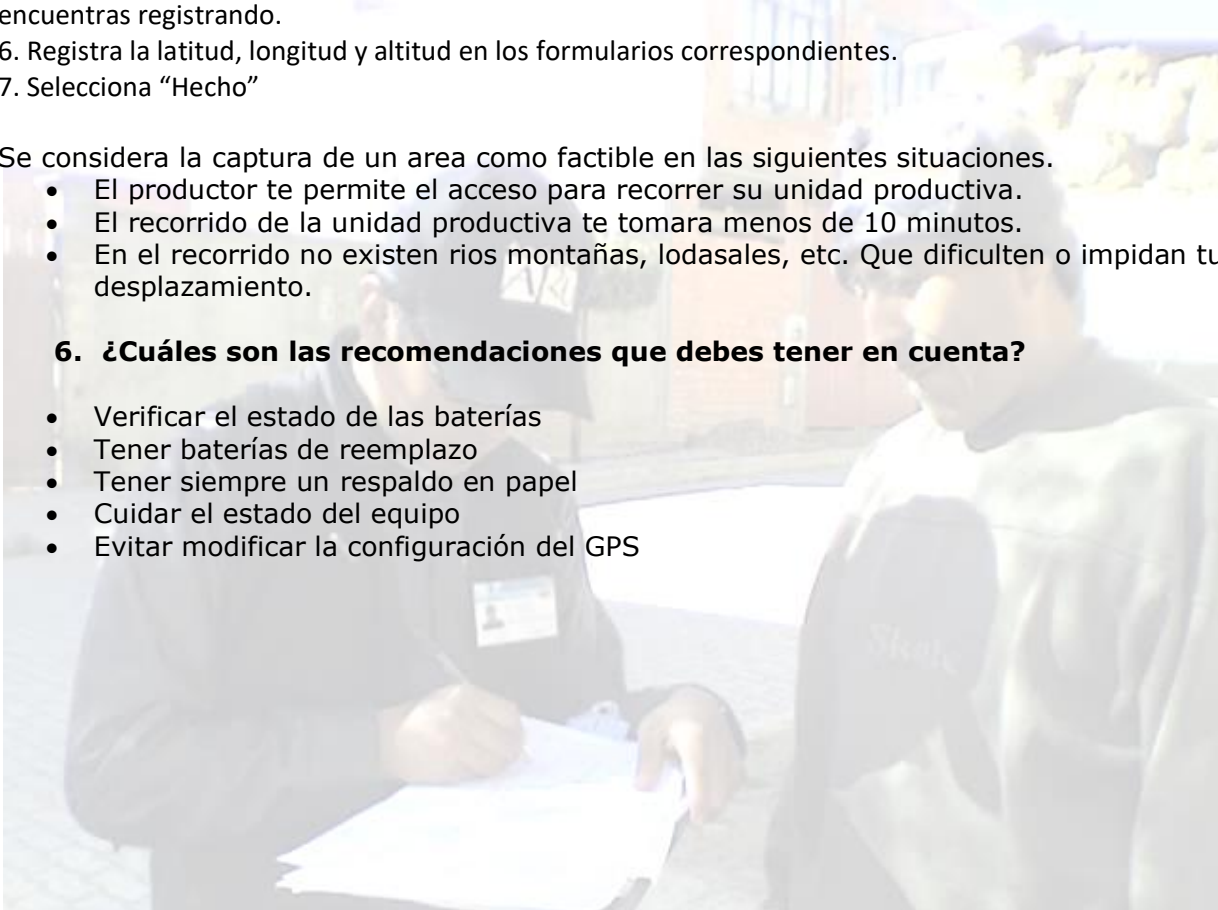 encuentras registrando.
6. Registra la latitud, longitud y altitud en los formularios correspondientes.
7. Selecciona “Hecho”
Se considera la captura de un area como factible en las siguientes situaciones.
• El productor te permite el acceso para recorrer su unidad productiva.
• El recorrido de la unidad productiva te tomara menos de 10 minutos.
• En el recorrido no existen rios montañas, lodasales, etc. Que dificulten o impidan tu
desplazamiento.
6. ¿Cuáles son las recomendaciones que debes tener en cuenta?
• Verificar el estado de las baterías
• Tener baterías de reemplazo
• Tener siempre un respaldo en papel
• Cuidar el estado del equipo
• Evitar modificar la configuración del GPS